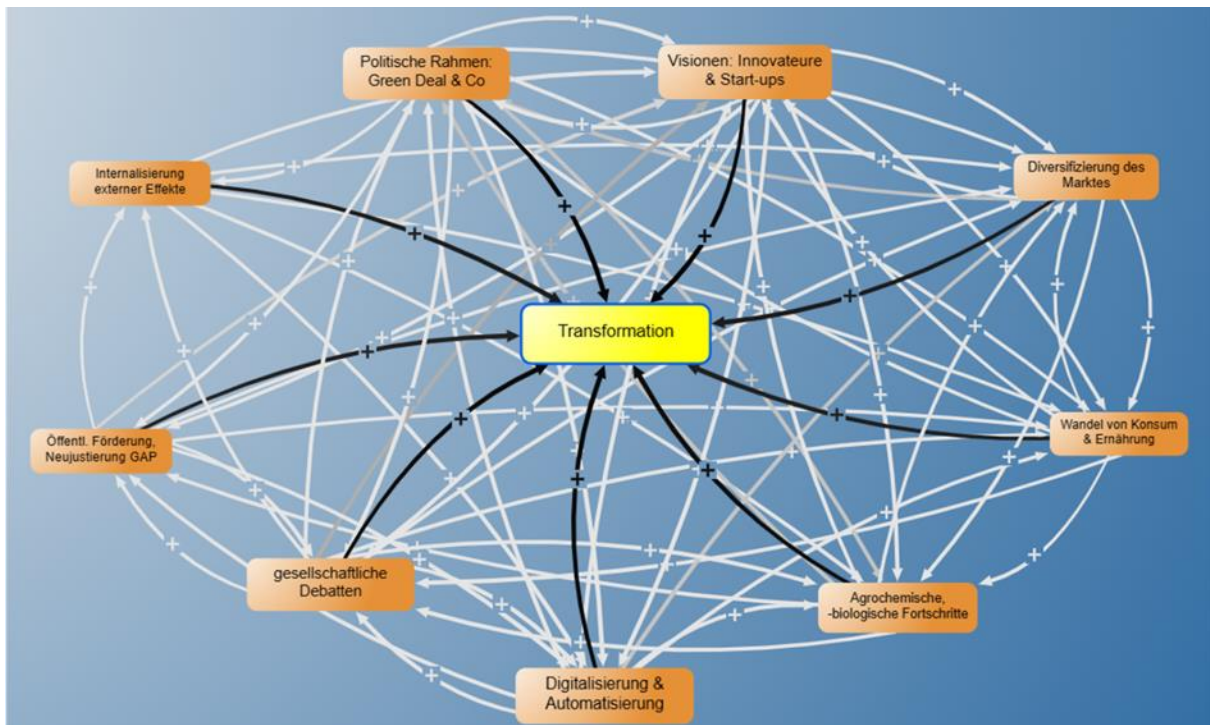 Politische Rahmen:
Green Deal & Co
Visionen: Innovateure
& Start-ups
Internalisierung
externer Effekte
Diversifizierung des
Marktes
Transformation
Öffentl. Förderung,
Neujustierung GAP
Wandel von Konsum
& Ernährung
gesellschaftliche
Debatten
Agrochemische,
-biologische Fortschritte
Digitalisierung &
Automatisierung